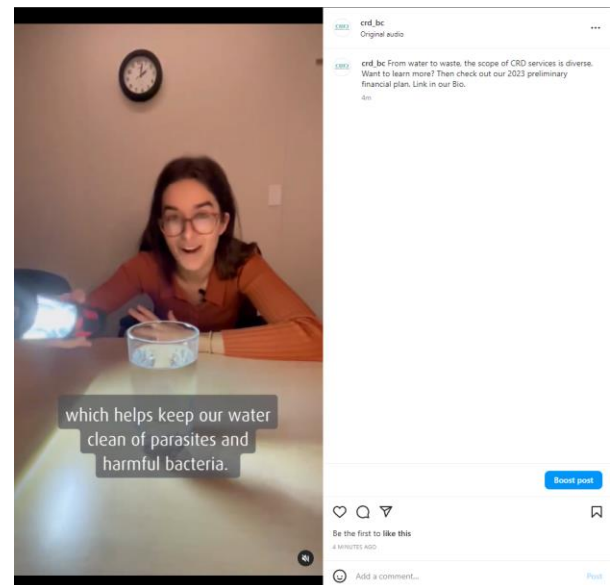 which helps keep our water
clean of parasites and
harmful bacteria.
crd_bc
Original audio
crd_bc From water to waste, the scope of CRD services is diverse.
Want to learn more? Then check out our 2023 preliminary
financial plan. Link in our Bio.
4m
Boost post
Be the first to like this
6 MINUTES AGO
Add a comment...
Post